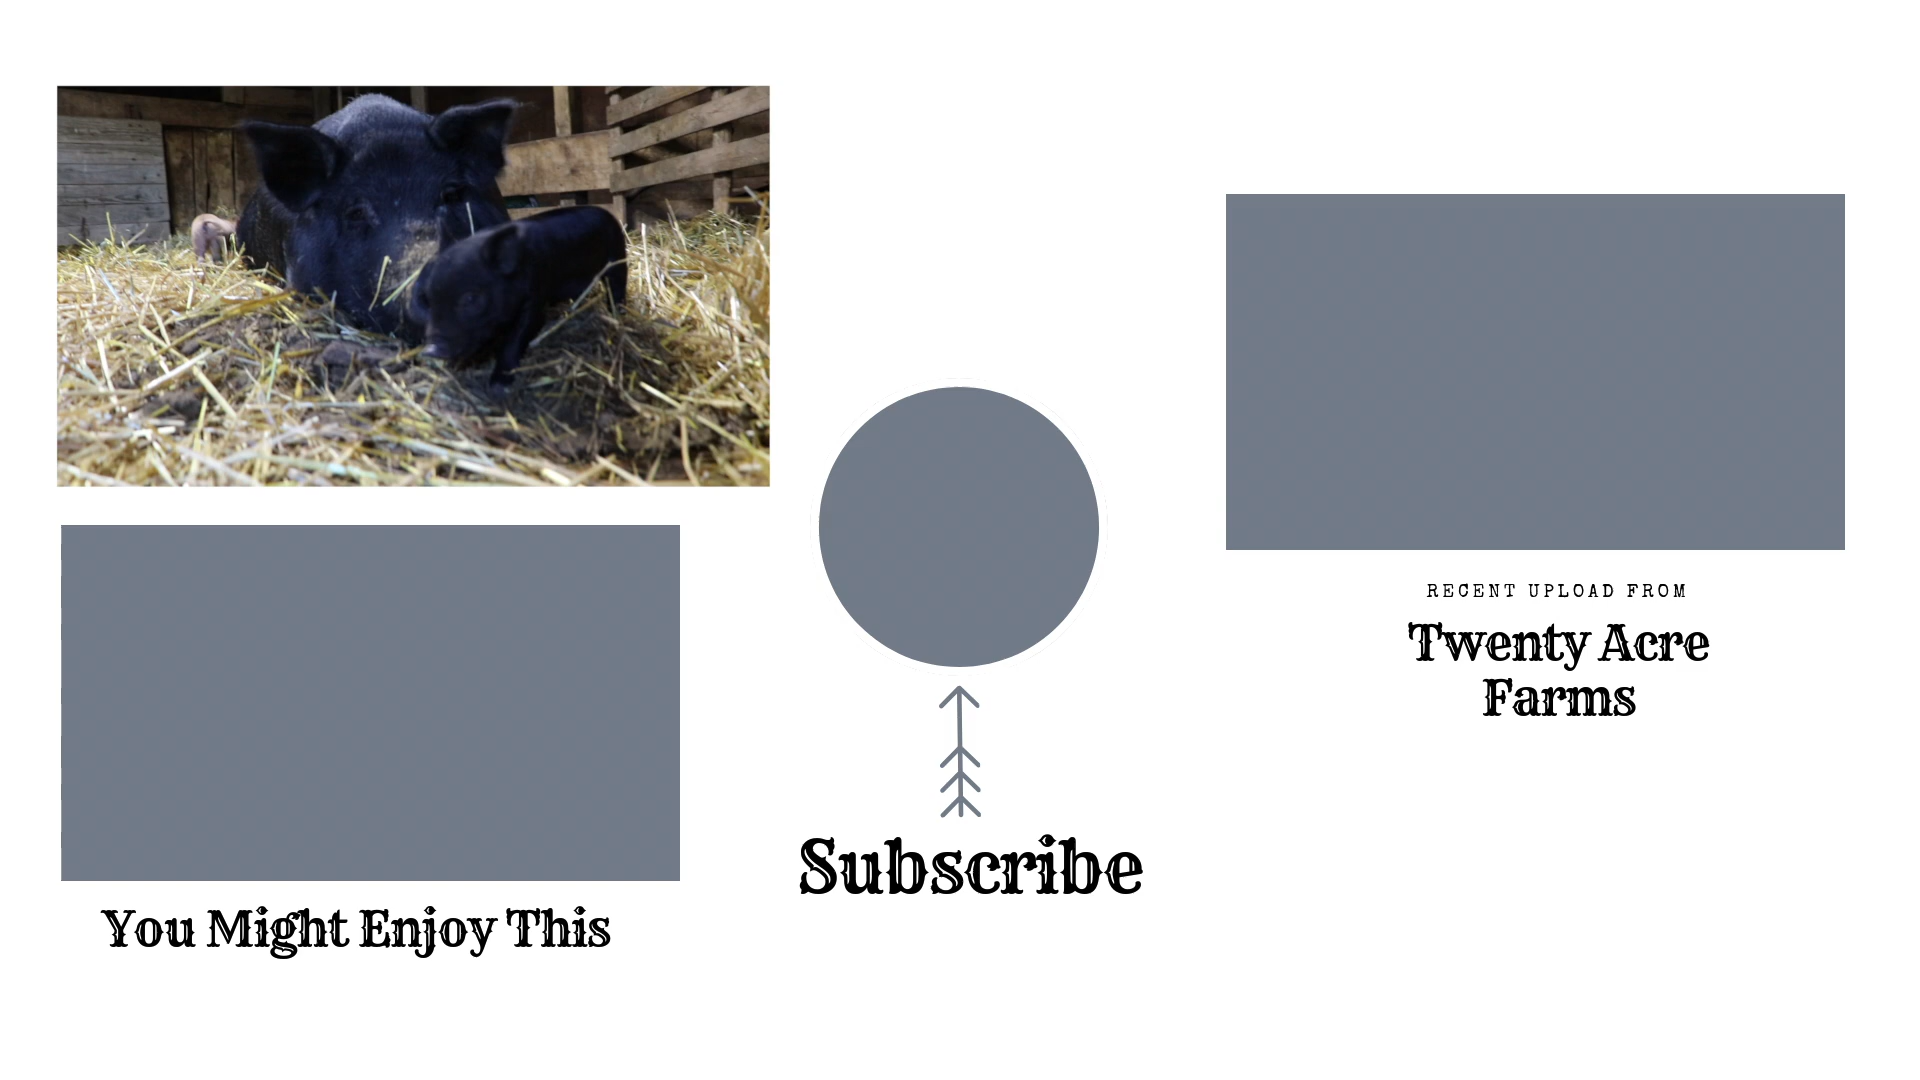 RECENT UPLOAD FROM
Twenty Acre
Farms
Subscribe
You Might Enjoy This